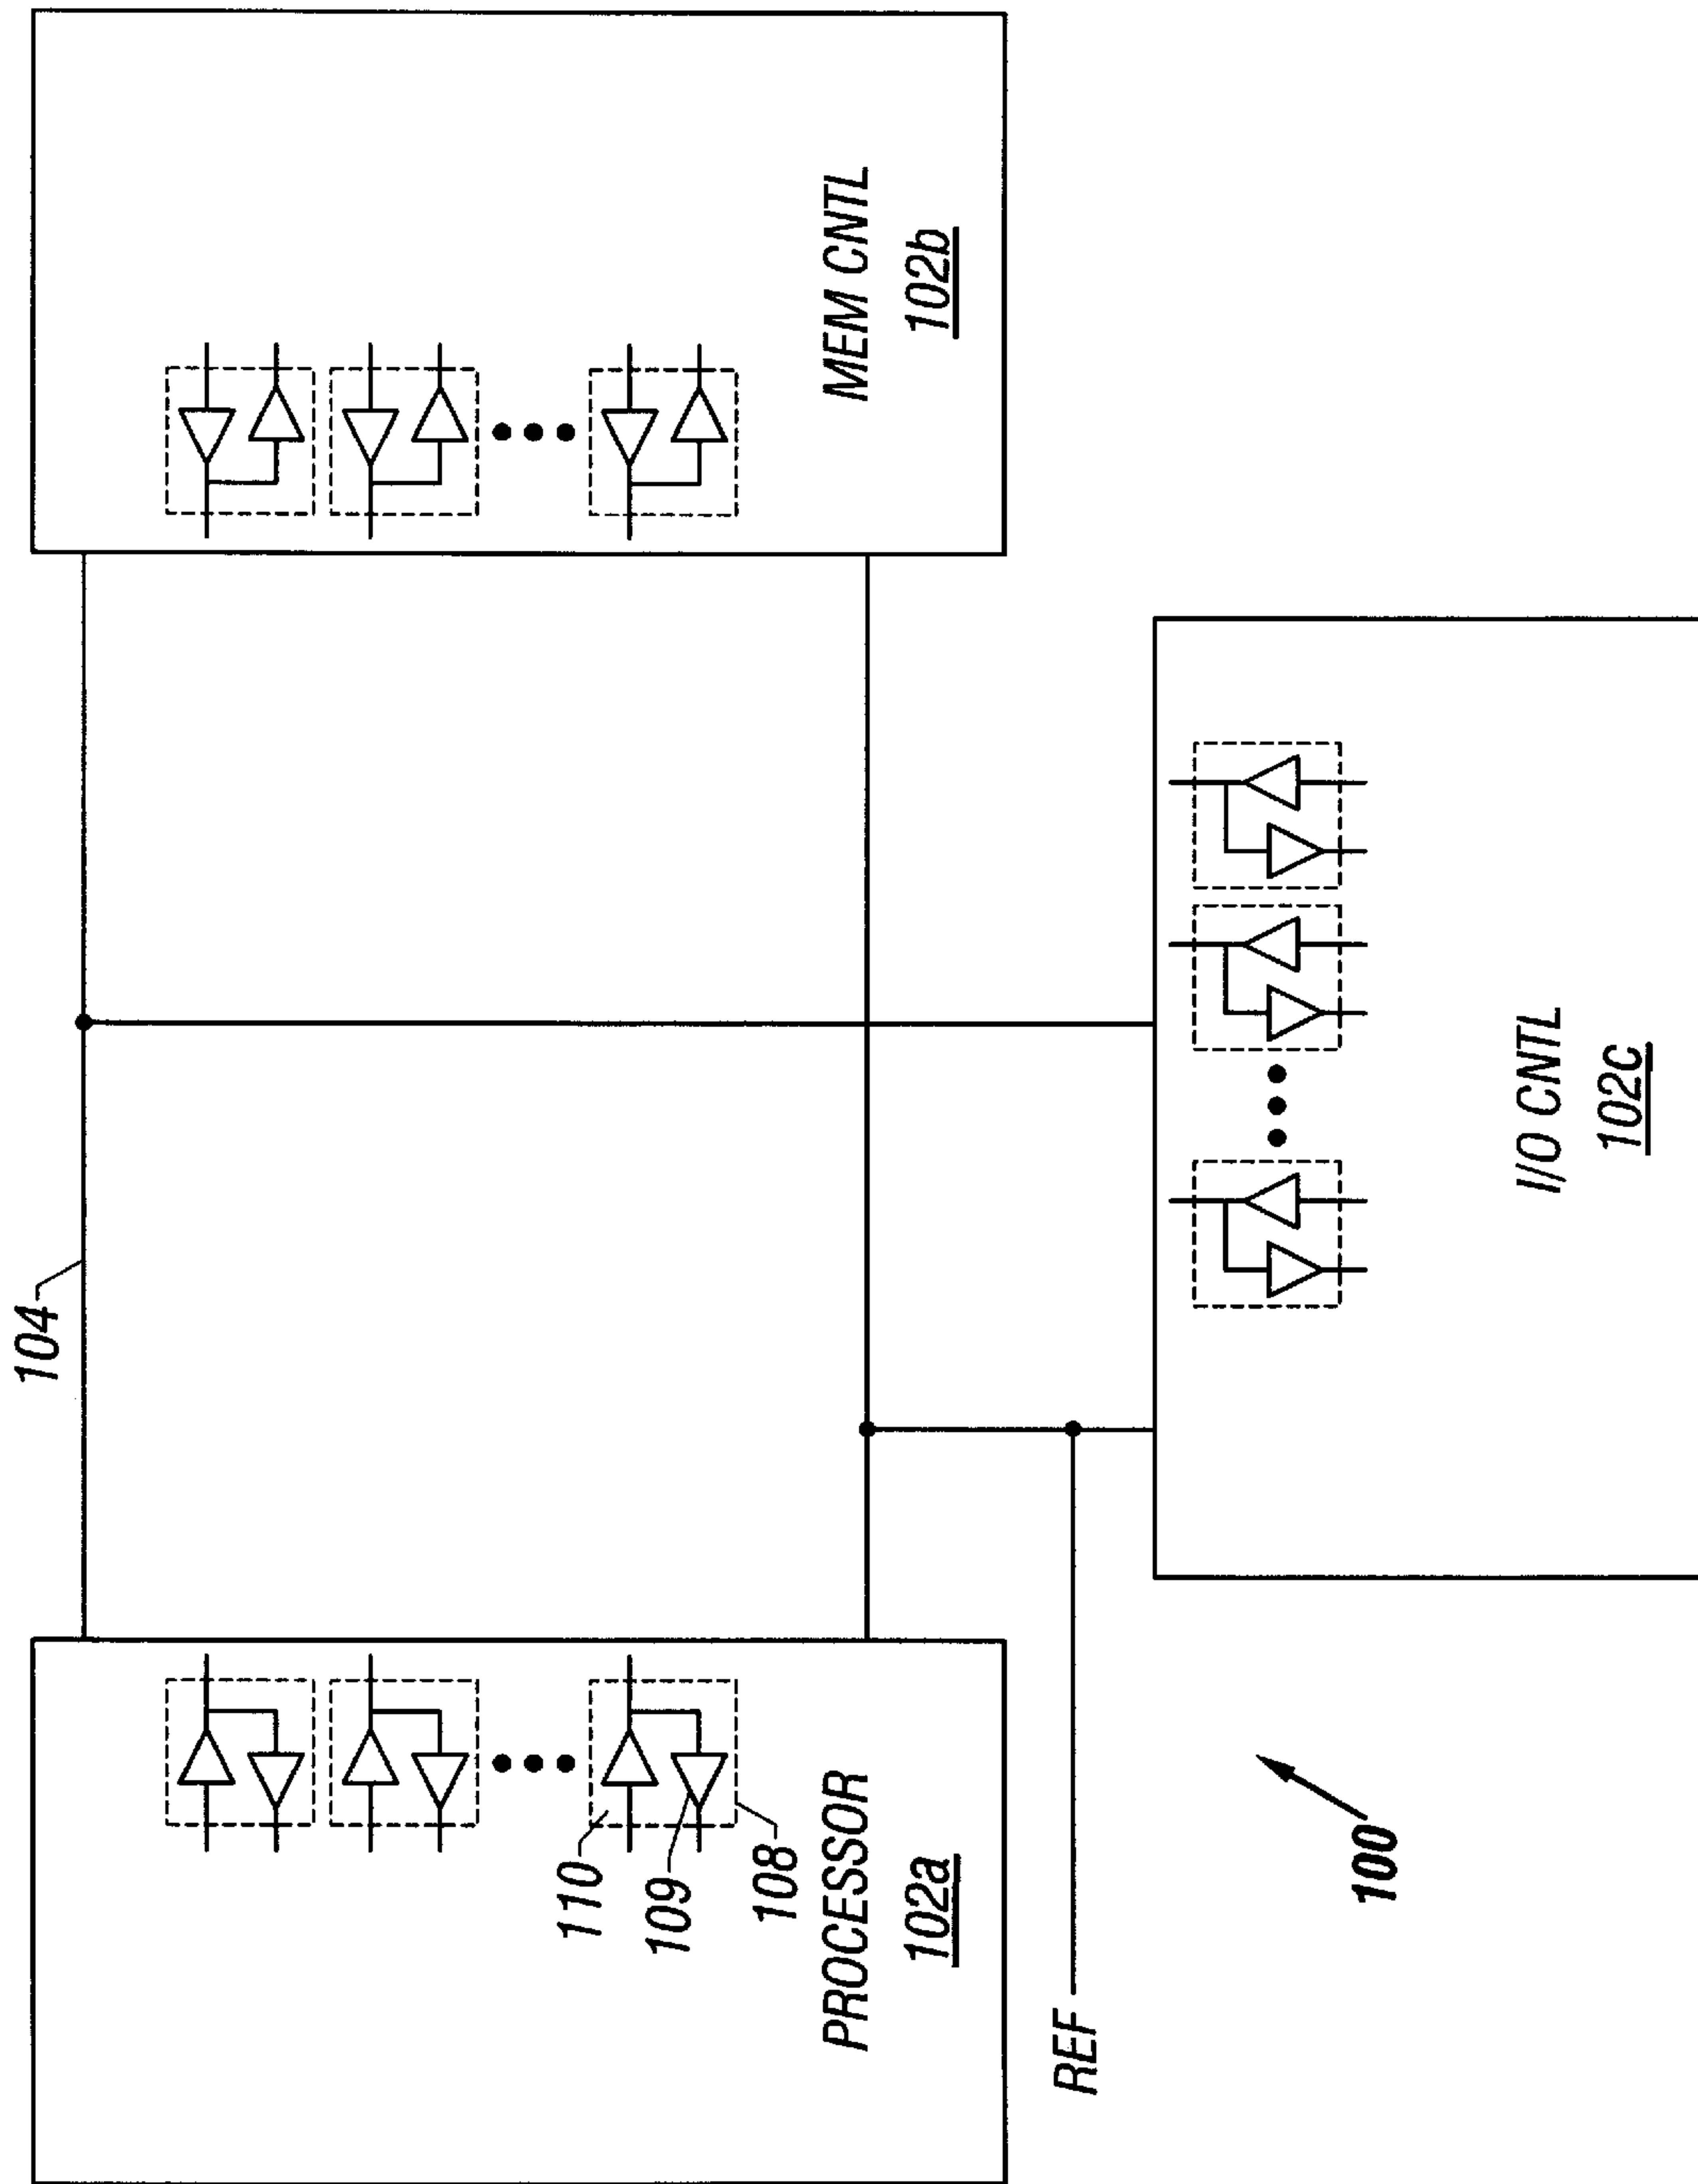 104
110
109
108
PROCESSOR
102a
MEM CNTL
102b
REF
I/O CNTL
102c
100